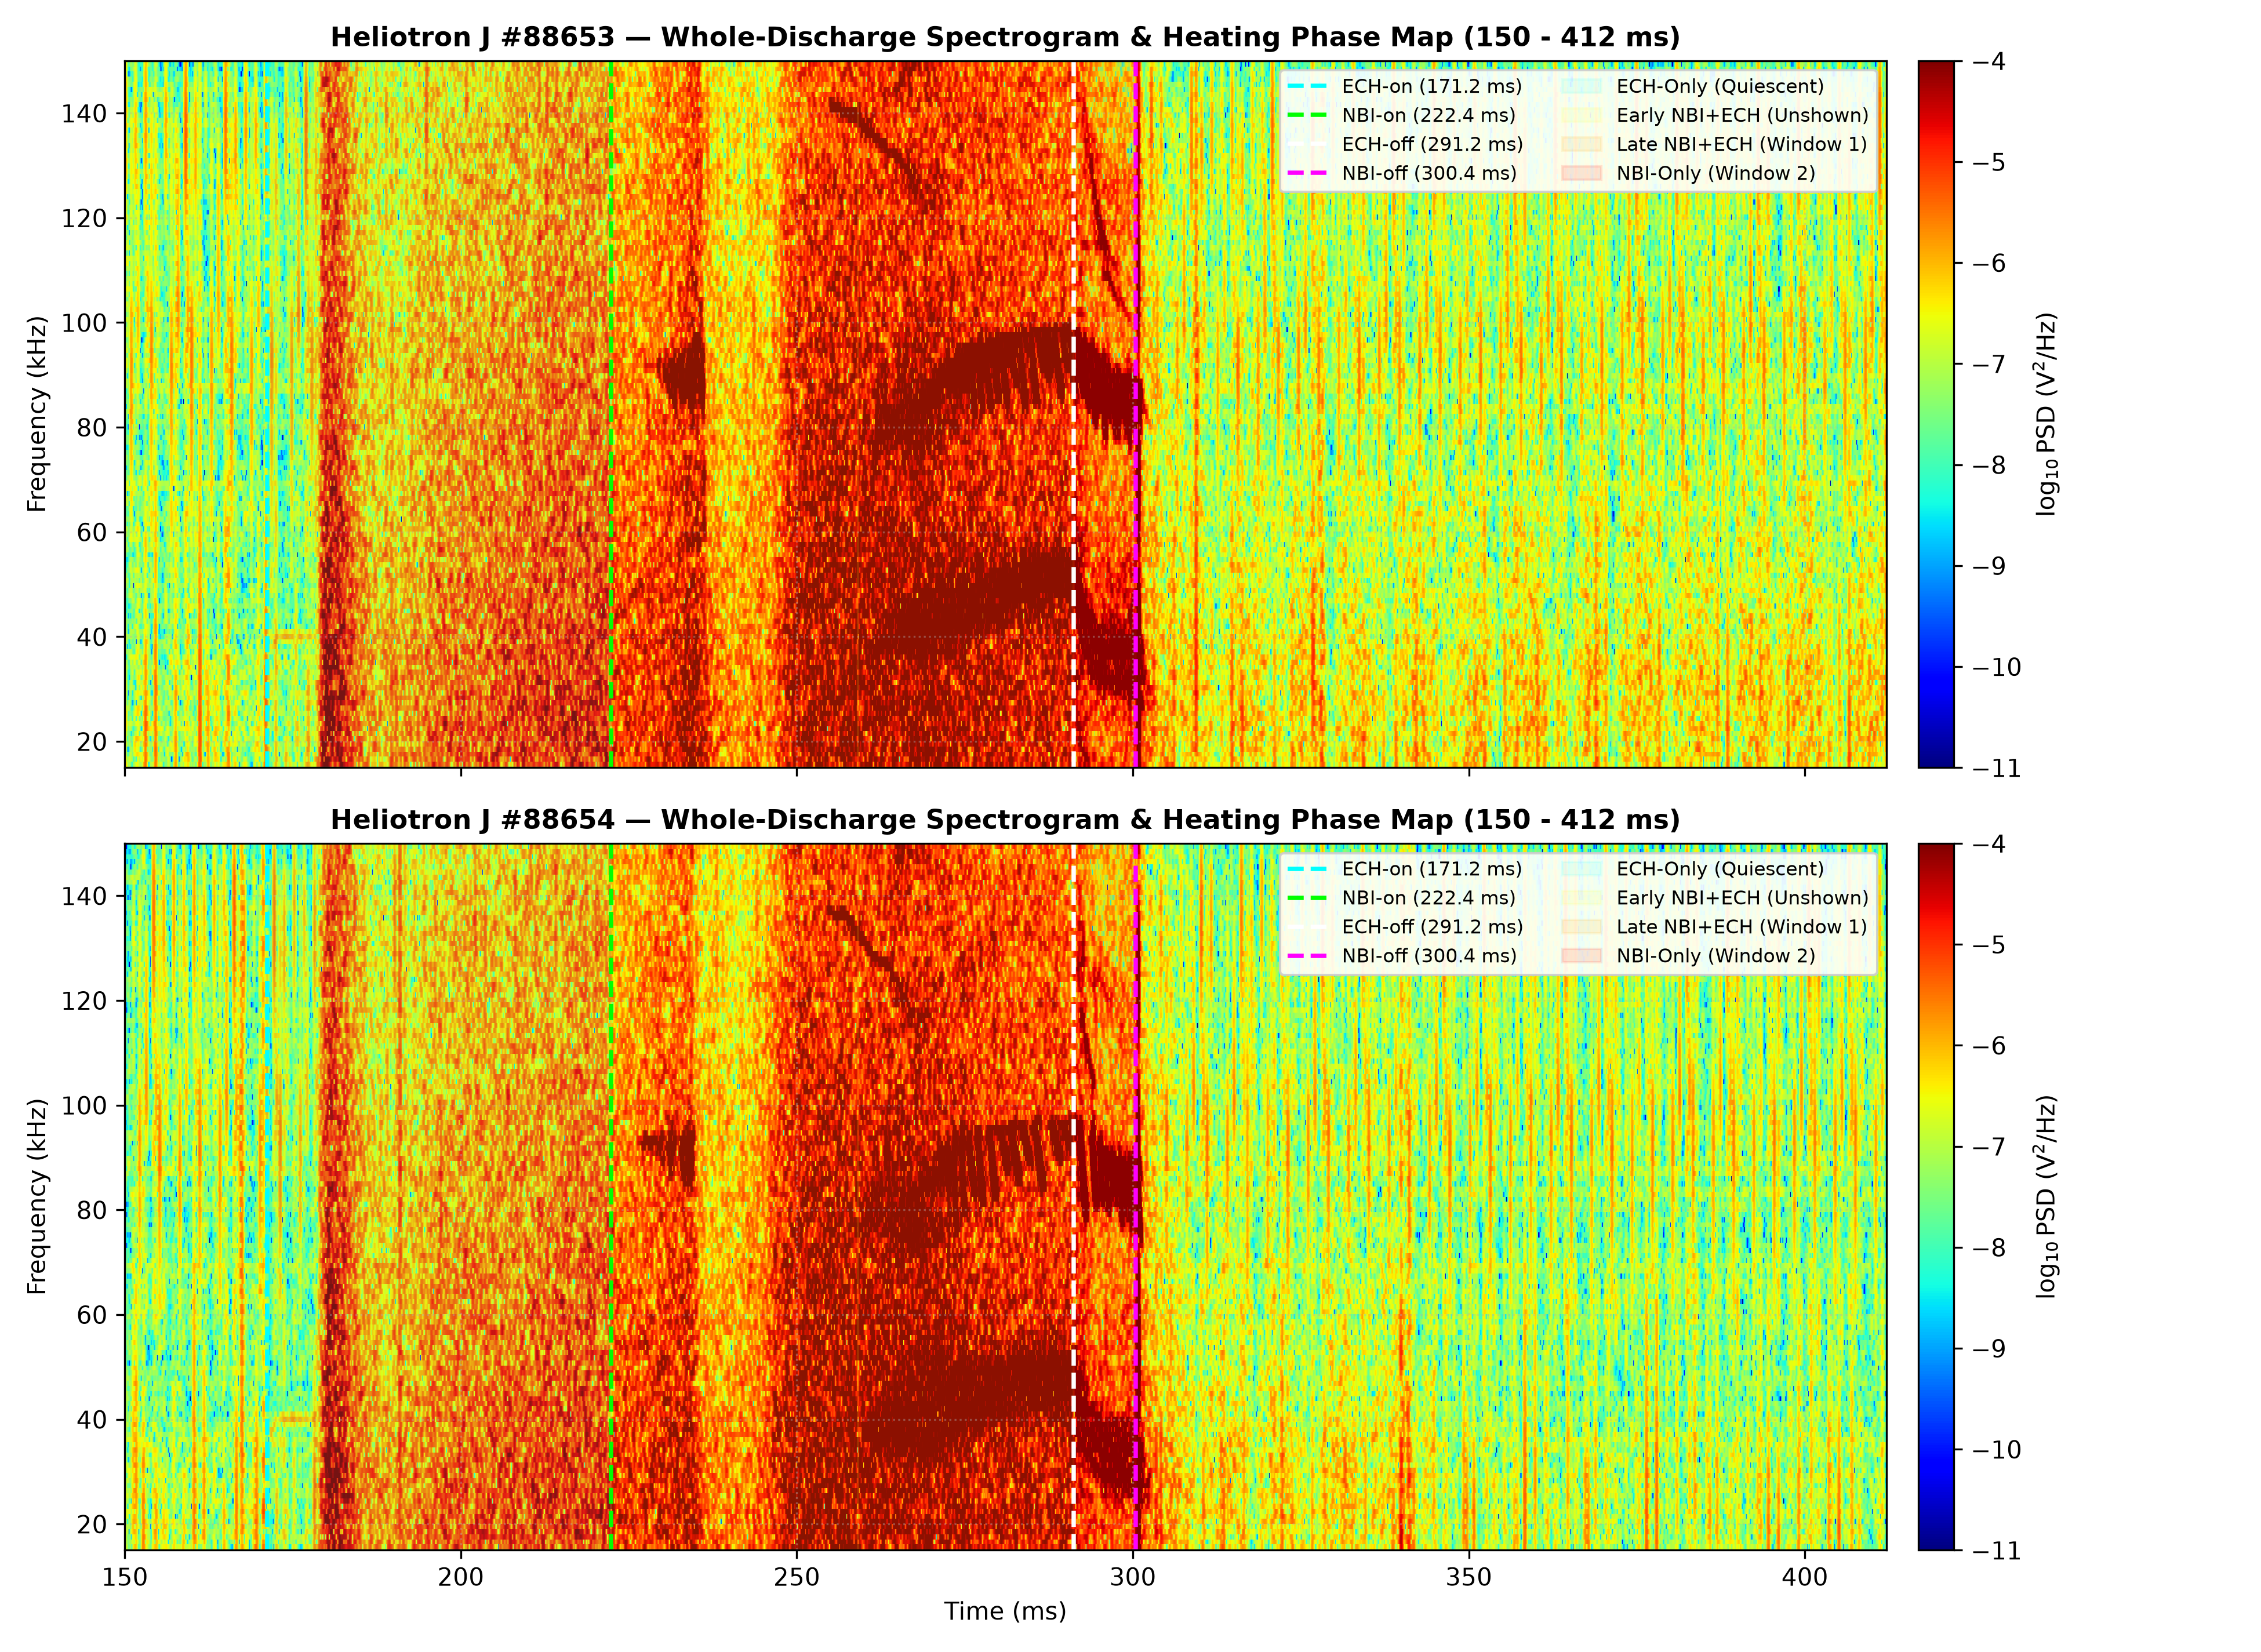 Heliotron J #88653 — Whole-Discharge Spectrogram & Heating Phase Map (150 - 412 ms)
ECH-on (171.2 ms)
NBI-on (222.4 ms)
ECH-off (291.2 ms)
NBI-off (300.4 ms)
ECH-Only (Quiescent)
Early NBI+ECH (Unshown)
Late NBI+ECH (Window 1)
NBI-Only (Window 2)
Frequency (kHz)
140
120
100
80
60
40
20
−4
−5
−6
−7
−8
−9
−10
−11
log₁₀ PSD (V²/Hz)
Heliotron J #88654 — Whole-Discharge Spectrogram & Heating Phase Map (150 - 412 ms)
ECH-on (171.2 ms)
NBI-on (222.4 ms)
ECH-off (291.2 ms)
NBI-off (300.4 ms)
ECH-Only (Quiescent)
Early NBI+ECH (Unshown)
Late NBI+ECH (Window 1)
NBI-Only (Window 2)
Frequency (kHz)
140
120
100
80
60
40
20
−4
−5
−6
−7
−8
−9
−10
−11
log₁₀ PSD (V²/Hz)
150 200 250 300 350 400
Time (ms)